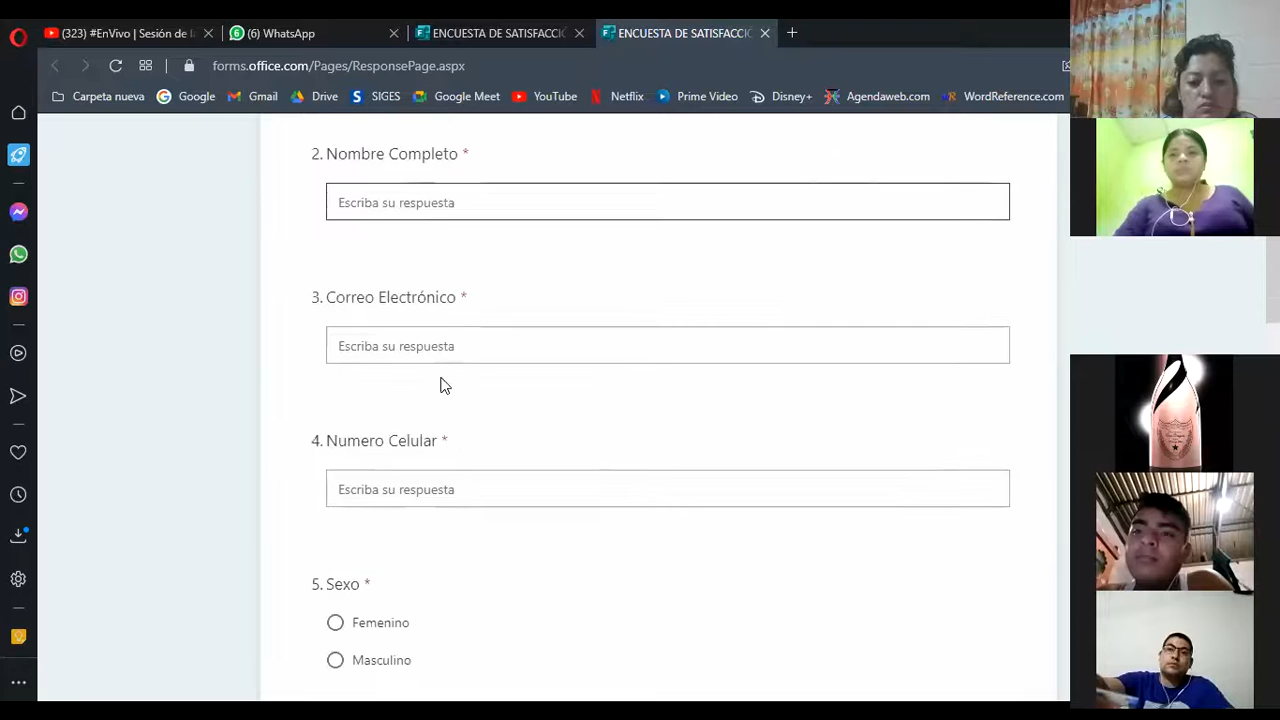 (323) #EnVivo | Sesión de l
(6) WhatsApp
ENCUESTA DE SATISFACCIÓ
ENCUESTA DE SATISFACCIÓ
forms.office.com/Pages/ResponsePage.aspx
Carpeta nueva
Google
Gmail
Drive
SIGES
Google Meet
YouTube
Netflix
Prime Video
Disney+
Agendaweb.com
WordReference.com
2. Nombre Completo *
Escriba su respuesta
3. Correo Electrónico *
Escriba su respuesta
4. Numero Celular *
Escriba su respuesta
5. Sexo *
Femenino
Masculino